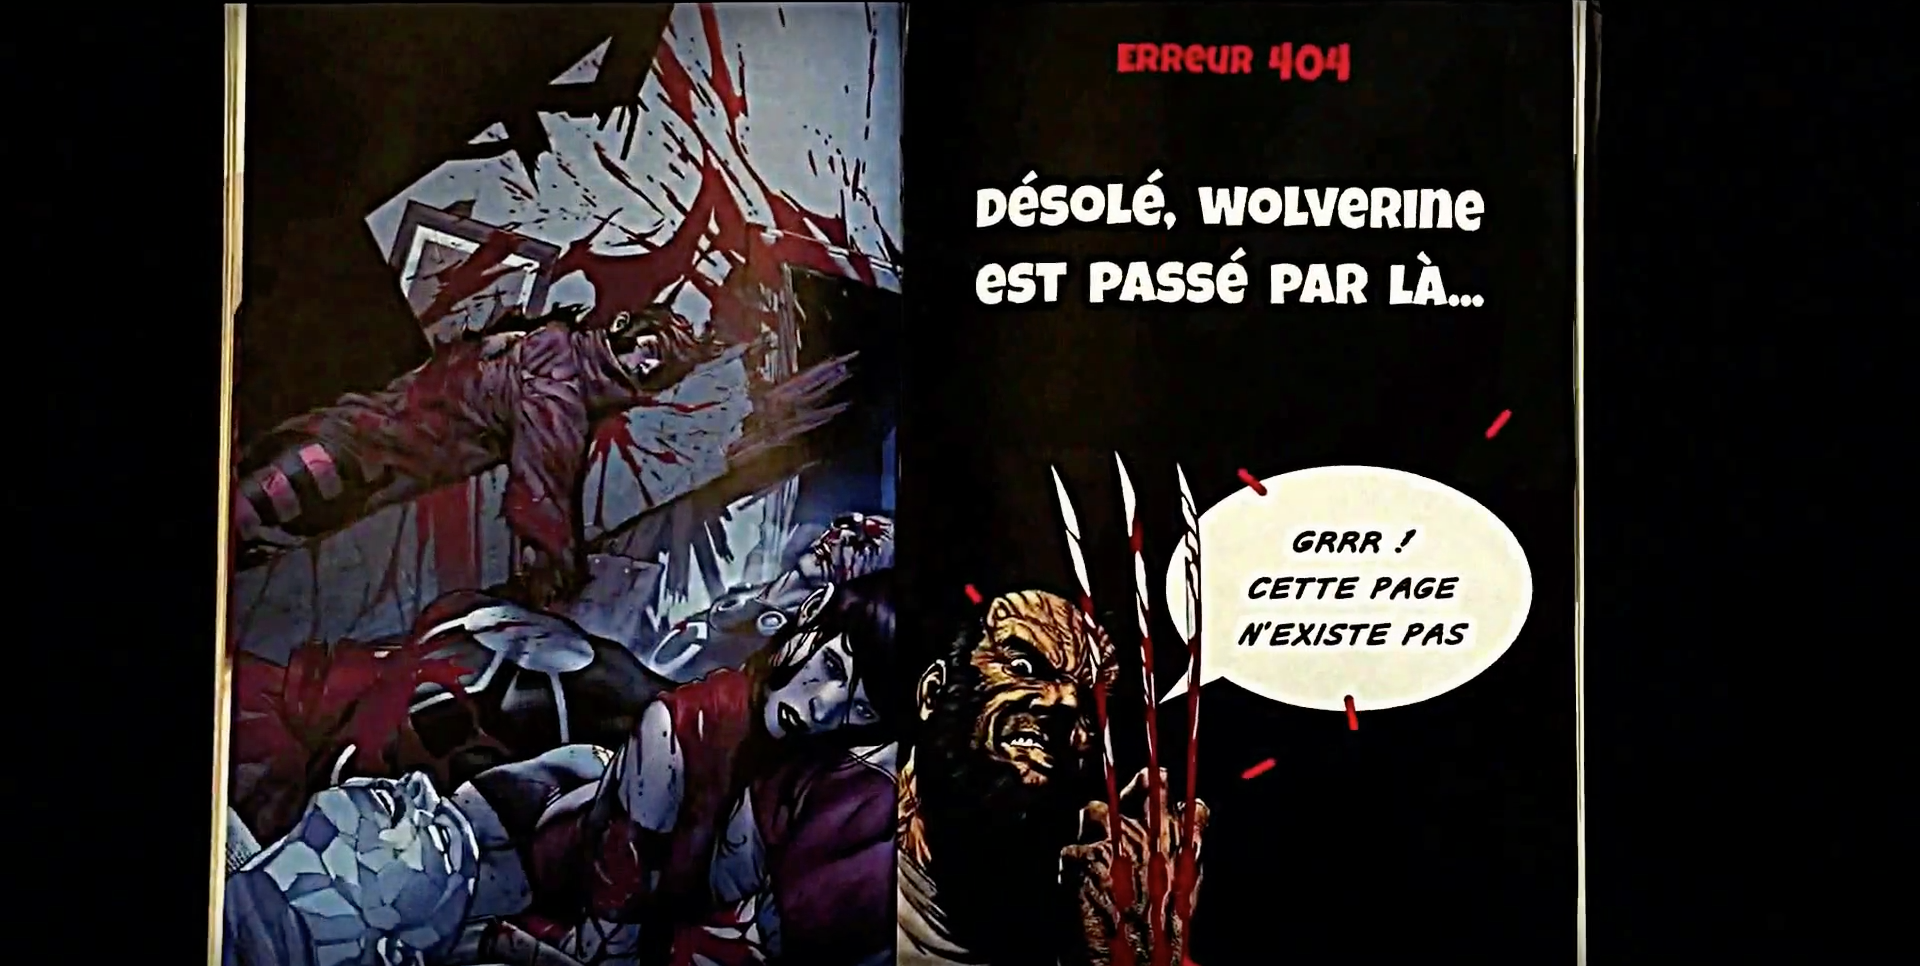 ERREUR 404
DÉSOLÉ, WOLVERINE
EST PASSÉ PAR LÀ...
GRRR !
CETTE PAGE
N'EXISTE PAS